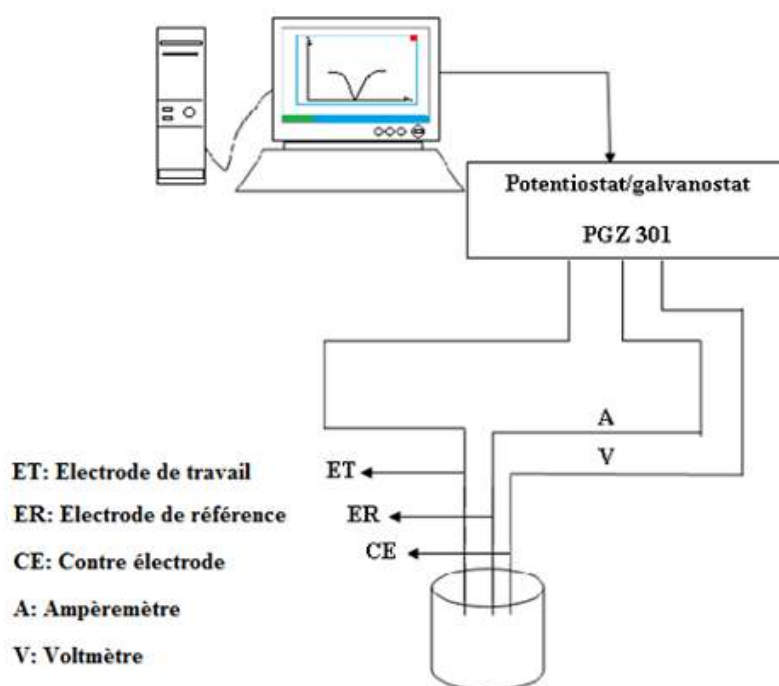 Potentiostat/galvanostat
PGZ 301
A
V
ET
ER
CE
ET: Electrode de travail
ER: Electrode de référence
CE: Contre électrode
A: Ampèremètre
V: Voltmètre